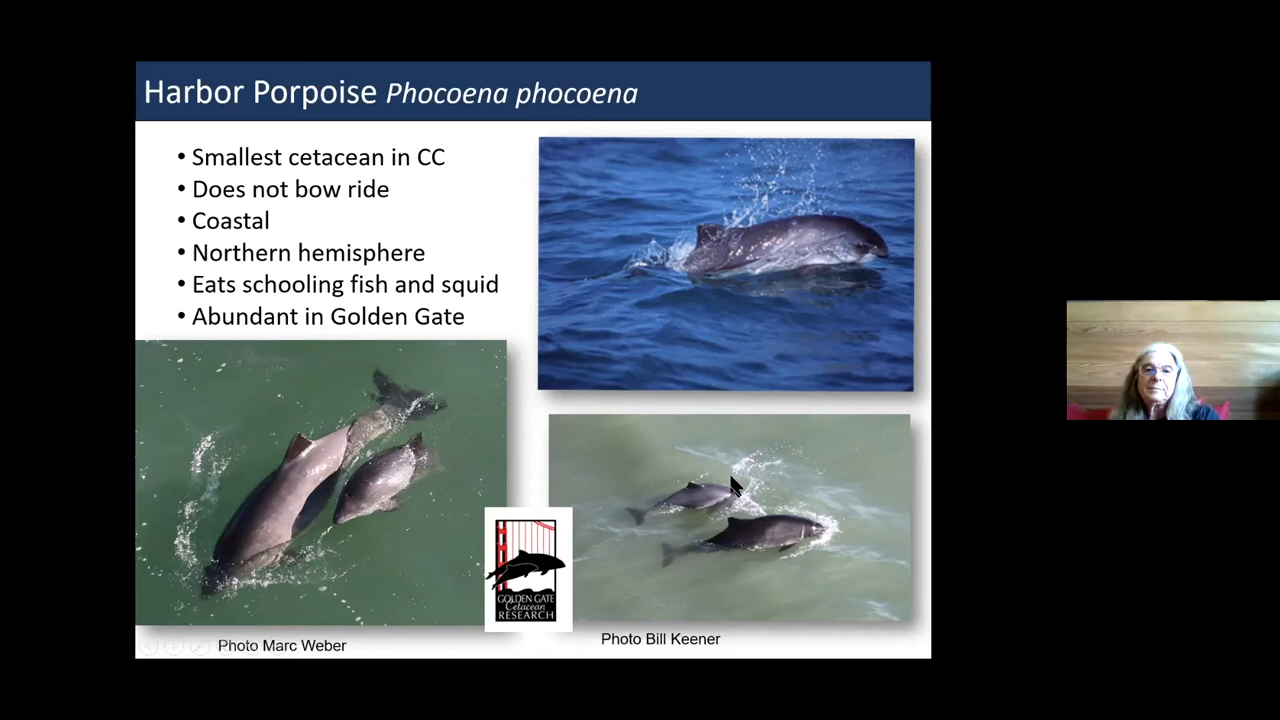 Harbor Porpoise Phocoena phocoena
• Smallest cetacean in CC
• Does not bow ride
• Coastal
• Northern hemisphere
• Eats schooling fish and squid
• Abundant in Golden Gate
GOLDEN GATE
Cetacean
RESEARCH
Photo Marc Weber
Photo Bill Keener